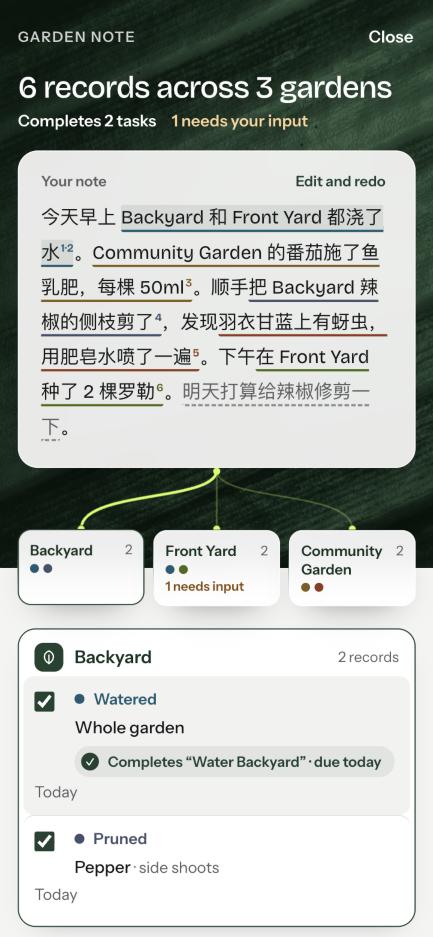 GARDEN NOTE
Close
6 records across 3 gardens
Completes 2 tasks 1 needs your input
Your note
Edit and redo
今天早上 Backyard 和 Front Yard 都浇了
水¹·²。Community Garden 的番茄施了鱼
乳肥，每棵 50ml³。顺手把 Backyard 辣
椒的侧枝剪了⁴，发现羽衣甘蓝上有蚜虫，
用肥皂水喷了一遍⁵。下午在 Front Yard
种了 2 棵罗勒⁶。明天打算给辣椒修剪一
下。
Backyard 2
Front Yard 2
1 needs input
Community 2
Garden
Backyard
2 records
Watered
Whole garden
Completes “Water Backyard” · due today
Today
Pruned
Pepper · side shoots
Today